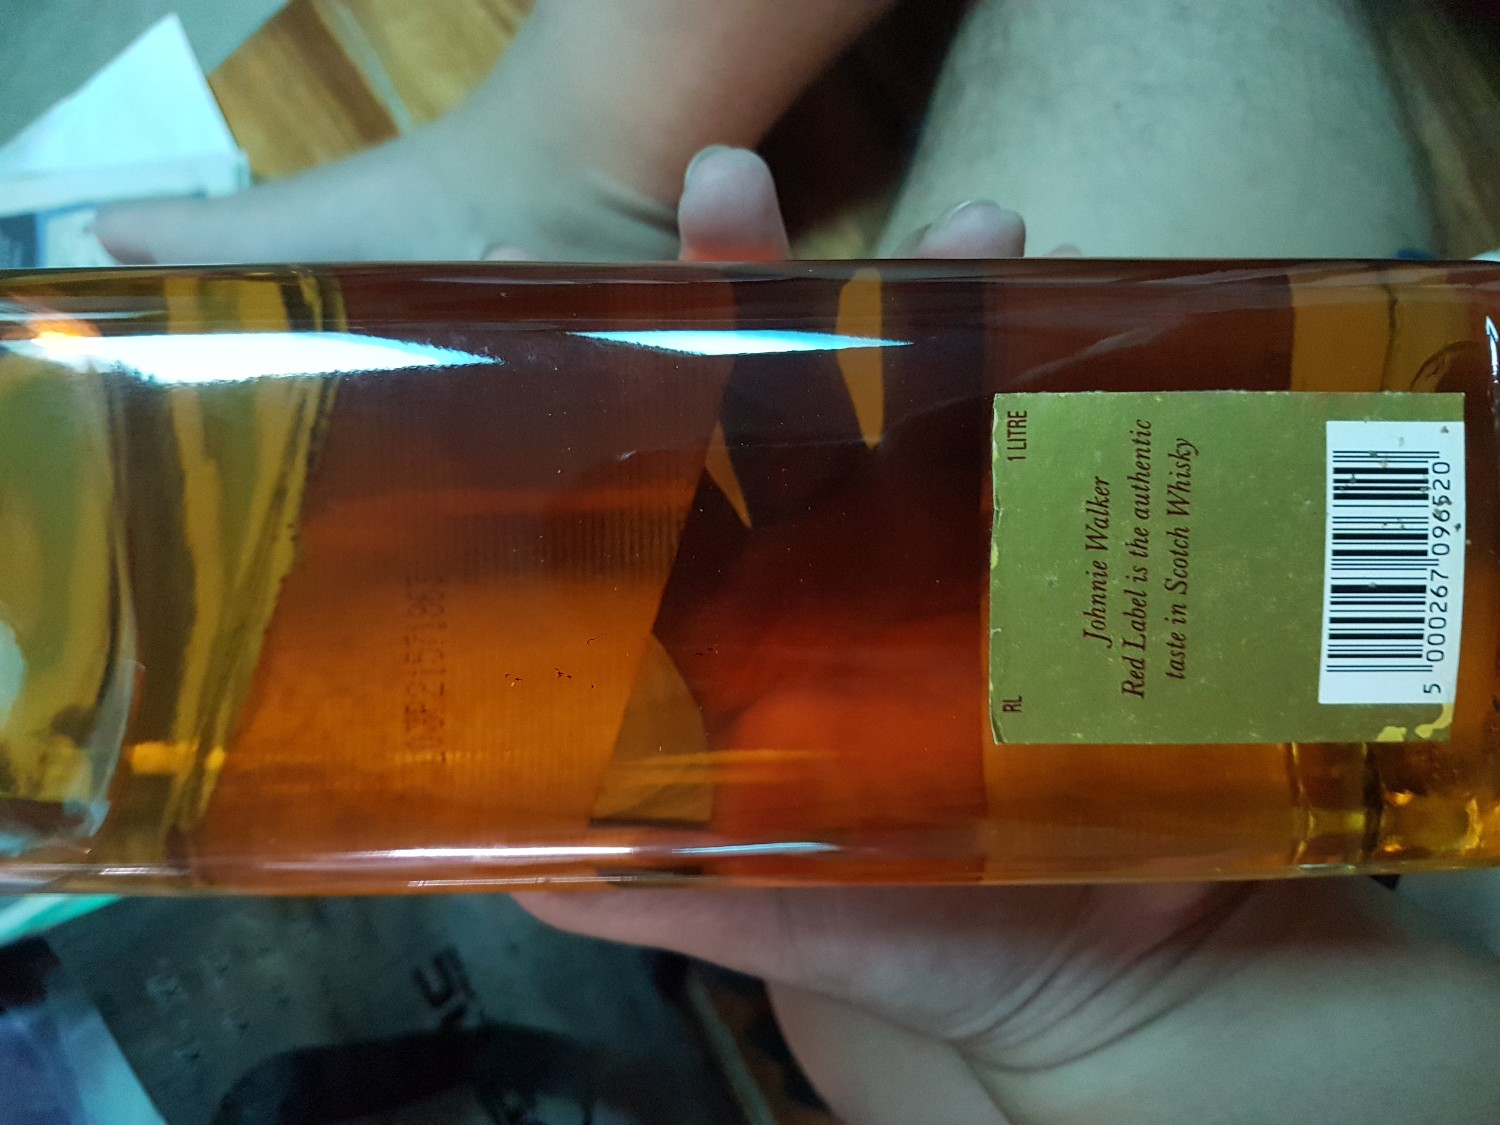 1 LITRE
RL
Johnnie Walker
Red Label is the authentic
taste in Scotch Whisky
5 000267 096520